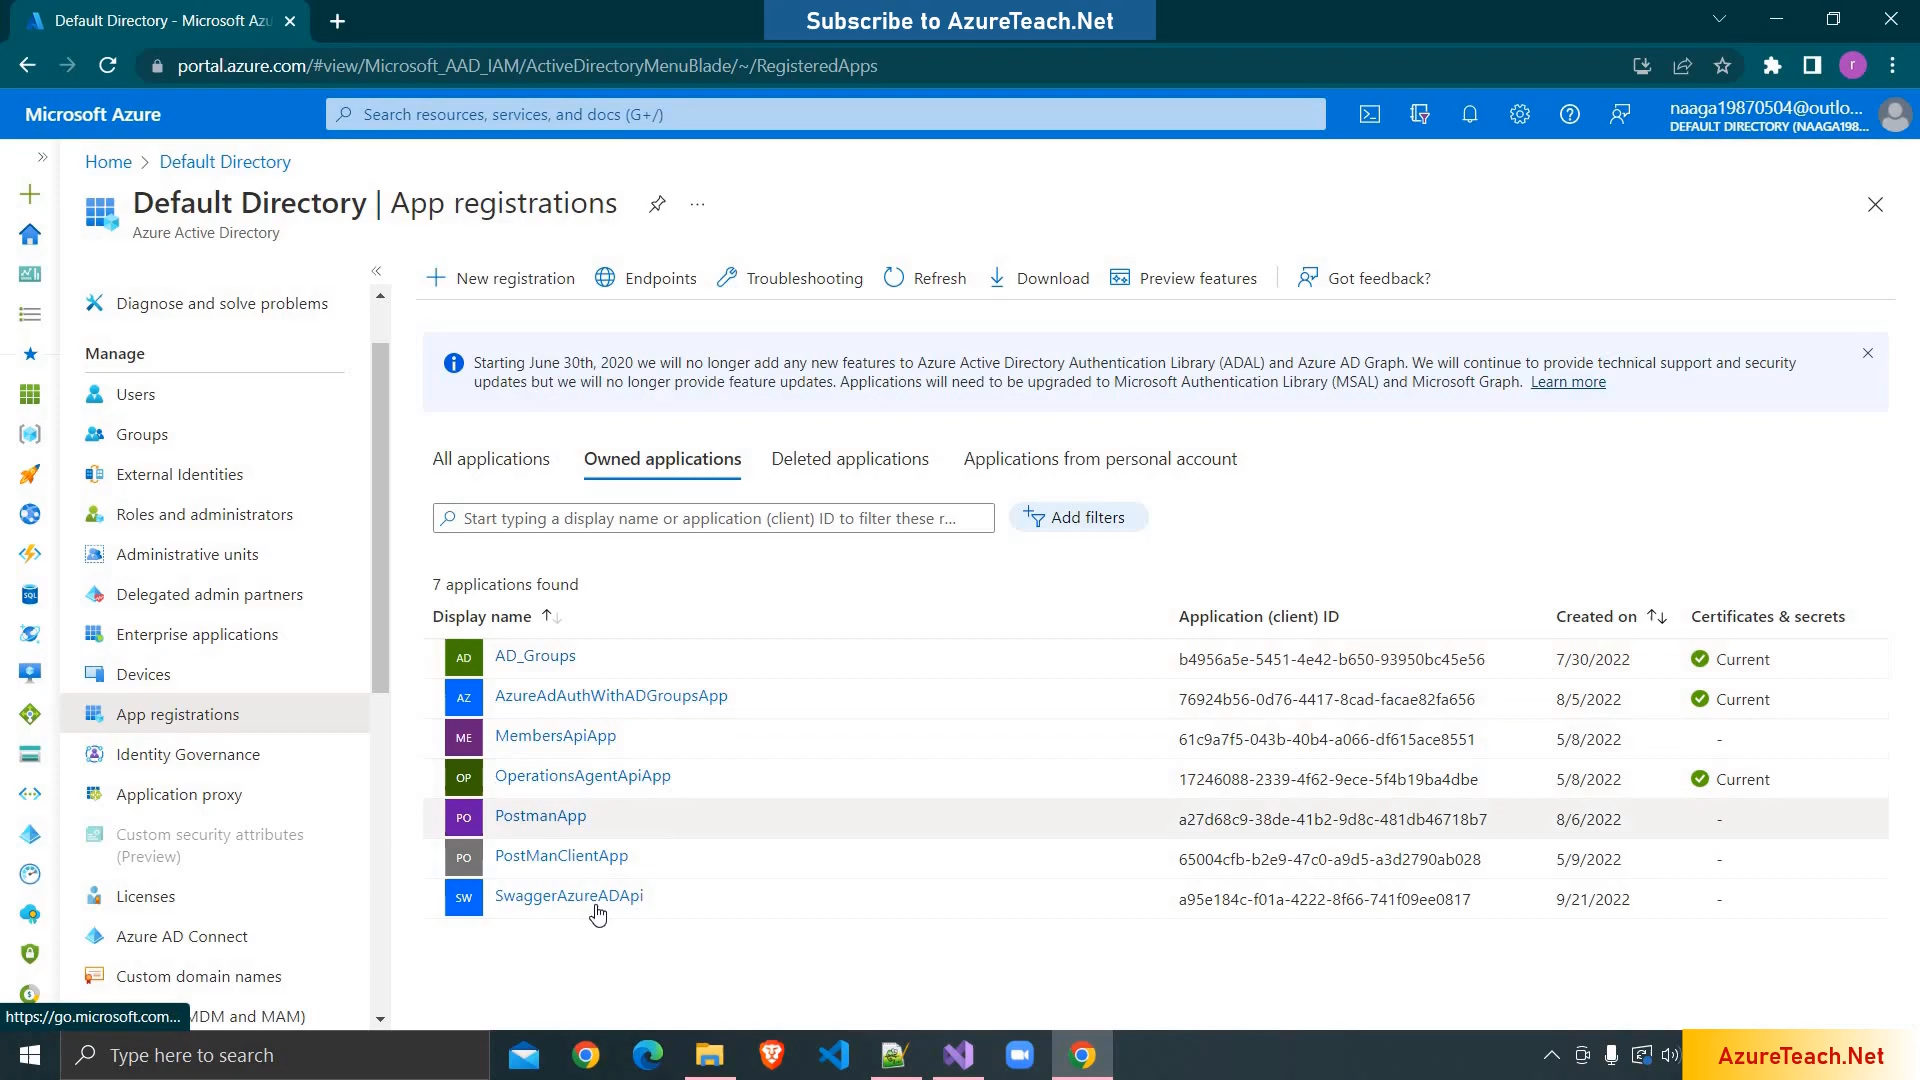 Default Directory - Microsoft Azu
Subscribe to AzureTeach.Net
portal.azure.com/#view/Microsoft_AAD_IAM/ActiveDirectoryMenuBlade/~/RegisteredApps
r
Microsoft Azure
Search resources, services, and docs (G+/)
naaga19870504@outlo...
DEFAULT DIRECTORY (NAAGA198...
Home > Default Directory
Default Directory | App registrations
Azure Active Directory
Diagnose and solve problems
Manage
Users
Groups
External Identities
Roles and administrators
Administrative units
Delegated admin partners
Enterprise applications
Devices
App registrations
Identity Governance
Application proxy
Custom security attributes
(Preview)
Licenses
Azure AD Connect
Custom domain names
MDM and MAM)
https://go.microsoft.com...
New registration
Endpoints
Troubleshooting
Refresh
Download
Preview features
Got feedback?
Starting June 30th, 2020 we will no longer add any new features to Azure Active Directory Authentication Library (ADAL) and Azure AD Graph. We will continue to provide technical support and security
updates but we will no longer provide feature updates. Applications will need to be upgraded to Microsoft Authentication Library (MSAL) and Microsoft Graph. Learn more
All applications
Owned applications
Deleted applications
Applications from personal account
Start typing a display name or application (client) ID to filter these r...
Add filters
7 applications found
Display name
Application (client) ID
Created on
Certificates & secrets
AD AD_Groups b4956a5e-5451-4e42-b650-93950bc45e56 7/30/2022 Current
AZ AzureAdAuthWithADGroupsApp 76924b56-0d76-4417-8cad-facae82fa656 8/5/2022 Current
ME MembersApiApp 61c9a7f5-043b-40b4-a066-df615ace8551 5/8/2022 -
OP OperationsAgentApiApp 17246088-2339-4f62-9ece-5f4b19ba4dbe 5/8/2022 Current
PO PostmanApp a27d68c9-38de-41b2-9d8c-481db46718b7 8/6/2022 -
PO PostManClientApp 65004cfb-b2e9-47c0-a9d5-a3d2790ab028 5/9/2022 -
SW SwaggerAzureADApi a95e184c-f01a-4222-8f66-741f09ee0817 9/21/2022 -
Type here to search
AzureTeach.Net